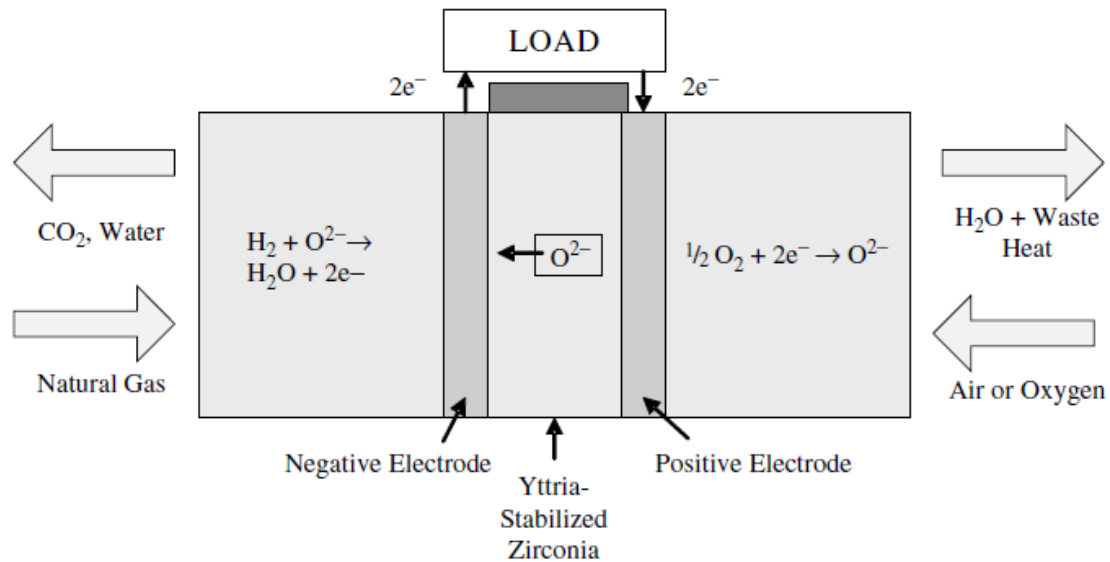 LOAD
2e⁻
2e⁻
CO₂, Water
H₂ + O²⁻→
H₂O + 2e–
O²⁻
½ O₂ + 2e⁻ → O²⁻
H₂O + Waste
Heat
Natural Gas
Air or Oxygen
Negative Electrode
Positive Electrode
Yttria-
Stabilized
Zirconia